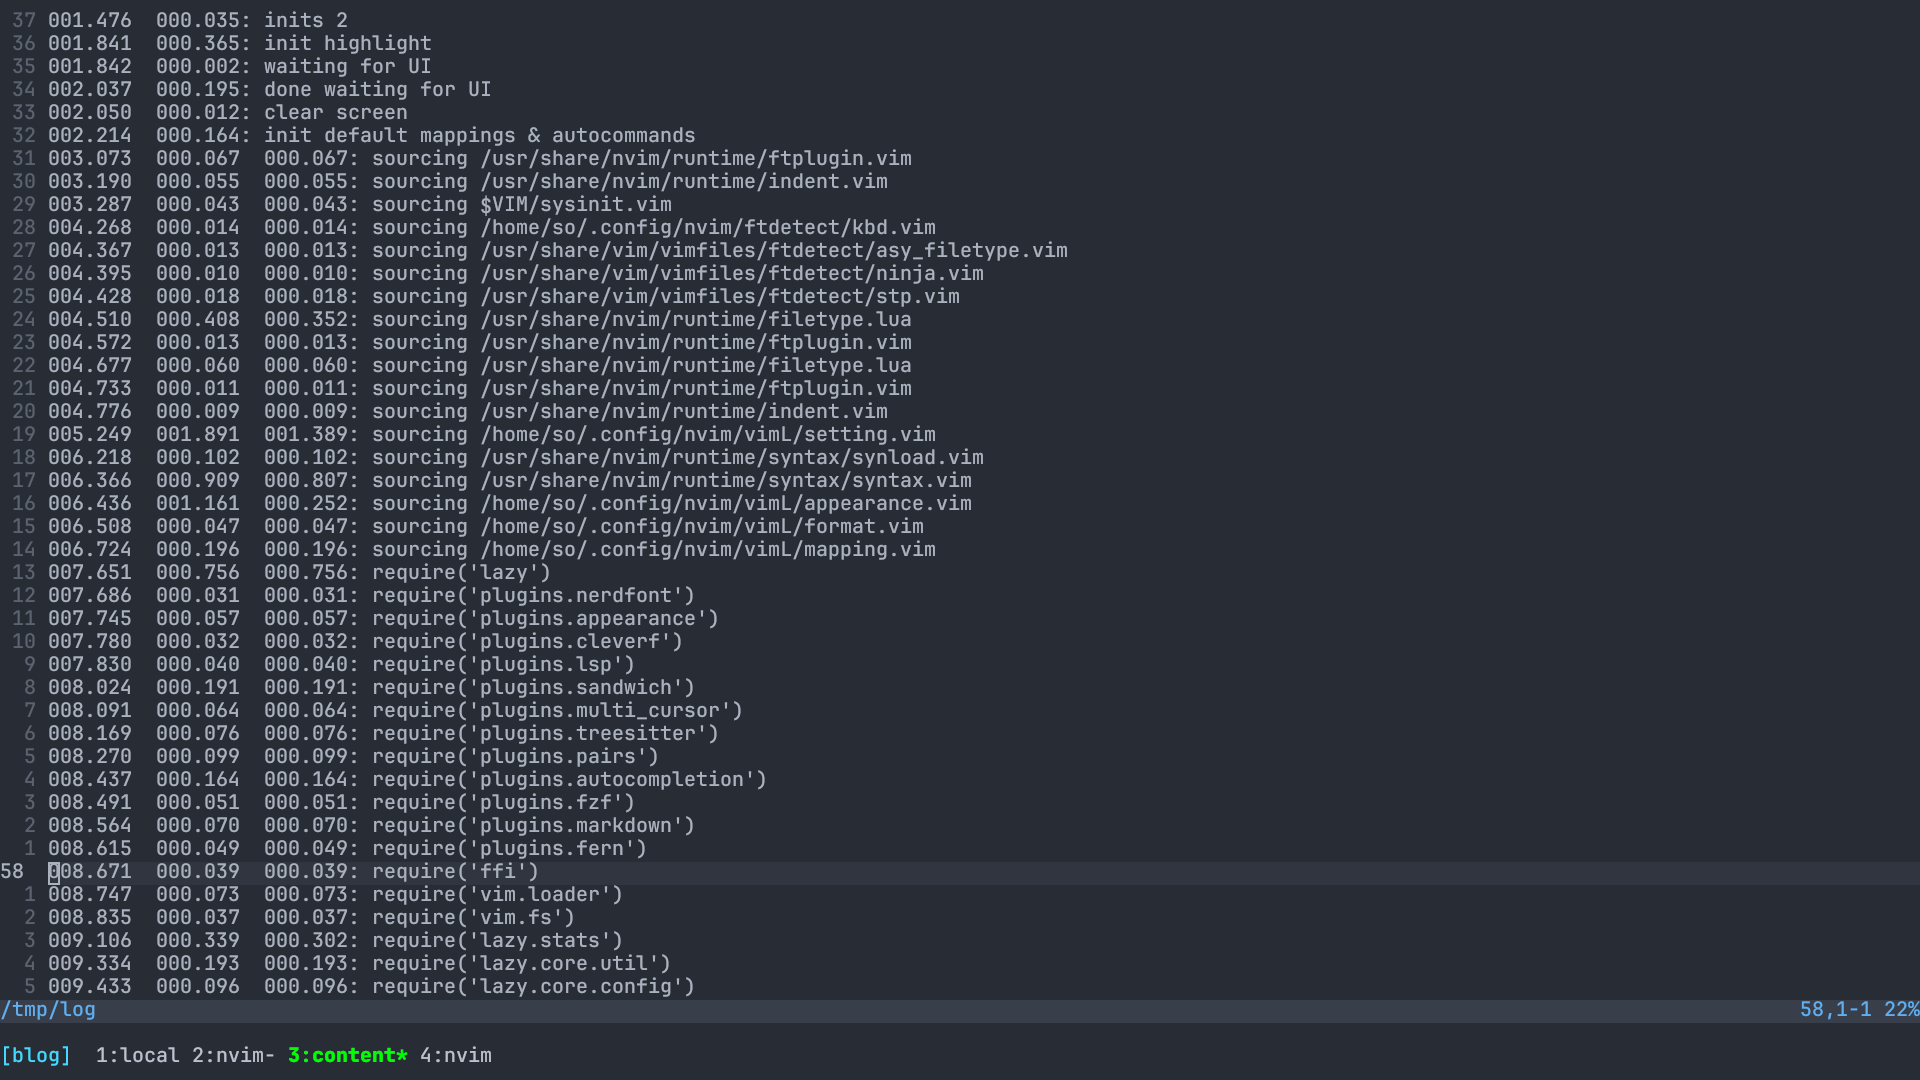 37 001.476  000.035: inits 2
36 001.841  000.365: init highlight
35 001.842  000.002: waiting for UI
34 002.037  000.195: done waiting for UI
33 002.050  000.012: clear screen
32 002.214  000.164: init default mappings & autocommands
31 003.073  000.067  000.067: sourcing /usr/share/nvim/runtime/ftplugin.vim
30 003.190  000.055  000.055: sourcing /usr/share/nvim/runtime/indent.vim
29 003.287  000.043  000.043: sourcing $VIM/sysinit.vim
28 004.268  000.014  000.014: sourcing /home/so/.config/nvim/ftdetect/kbd.vim
27 004.367  000.013  000.013: sourcing /usr/share/vim/vimfiles/ftdetect/asy_filetype.vim
26 004.395  000.010  000.010: sourcing /usr/share/vim/vimfiles/ftdetect/ninja.vim
25 004.428  000.018  000.018: sourcing /usr/share/vim/vimfiles/ftdetect/stp.vim
24 004.510  000.408  000.352: sourcing /usr/share/nvim/runtime/filetype.lua
23 004.572  000.013  000.013: sourcing /usr/share/nvim/runtime/ftplugin.vim
22 004.677  000.060  000.060: sourcing /usr/share/nvim/runtime/filetype.lua
21 004.733  000.011  000.011: sourcing /usr/share/nvim/runtime/ftplugin.vim
20 004.776  000.009  000.009: sourcing /usr/share/nvim/runtime/indent.vim
19 005.249  001.891  001.389: sourcing /home/so/.config/nvim/vimL/setting.vim
18 006.218  000.102  000.102: sourcing /usr/share/nvim/runtime/syntax/synload.vim
17 006.366  000.909  000.807: sourcing /usr/share/nvim/runtime/syntax/syntax.vim
16 006.436  001.161  000.252: sourcing /home/so/.config/nvim/vimL/appearance.vim
15 006.508  000.047  000.047: sourcing /home/so/.config/nvim/vimL/format.vim
14 006.724  000.196  000.196: sourcing /home/so/.config/nvim/vimL/mapping.vim
13 007.651  000.756  000.756: require('lazy')
12 007.686  000.031  000.031: require('plugins.nerdfont')
11 007.745  000.057  000.057: require('plugins.appearance')
10 007.780  000.032  000.032: require('plugins.cleverf')
9 007.830  000.040  000.040: require('plugins.lsp')
8 008.024  000.191  000.191: require('plugins.sandwich')
7 008.091  000.064  000.064: require('plugins.multi_cursor')
6 008.169  000.076  000.076: require('plugins.treesitter')
5 008.270  000.099  000.099: require('plugins.pairs')
4 008.437  000.164  000.164: require('plugins.autocompletion')
3 008.491  000.051  000.051: require('plugins.fzf')
2 008.564  000.070  000.070: require('plugins.markdown')
1 008.615  000.049  000.049: require('plugins.fern')
58  008.671  000.039  000.039: require('ffi')
1 008.747  000.073  000.073: require('vim.loader')
2 008.835  000.037  000.037: require('vim.fs')
3 009.106  000.339  000.302: require('lazy.stats')
4 009.334  000.193  000.193: require('lazy.core.util')
5 009.433  000.096  000.096: require('lazy.core.config')
/tmp/log 58,1-1 22%
[blog]  1:local 2:nvim- 3:content* 4:nvim